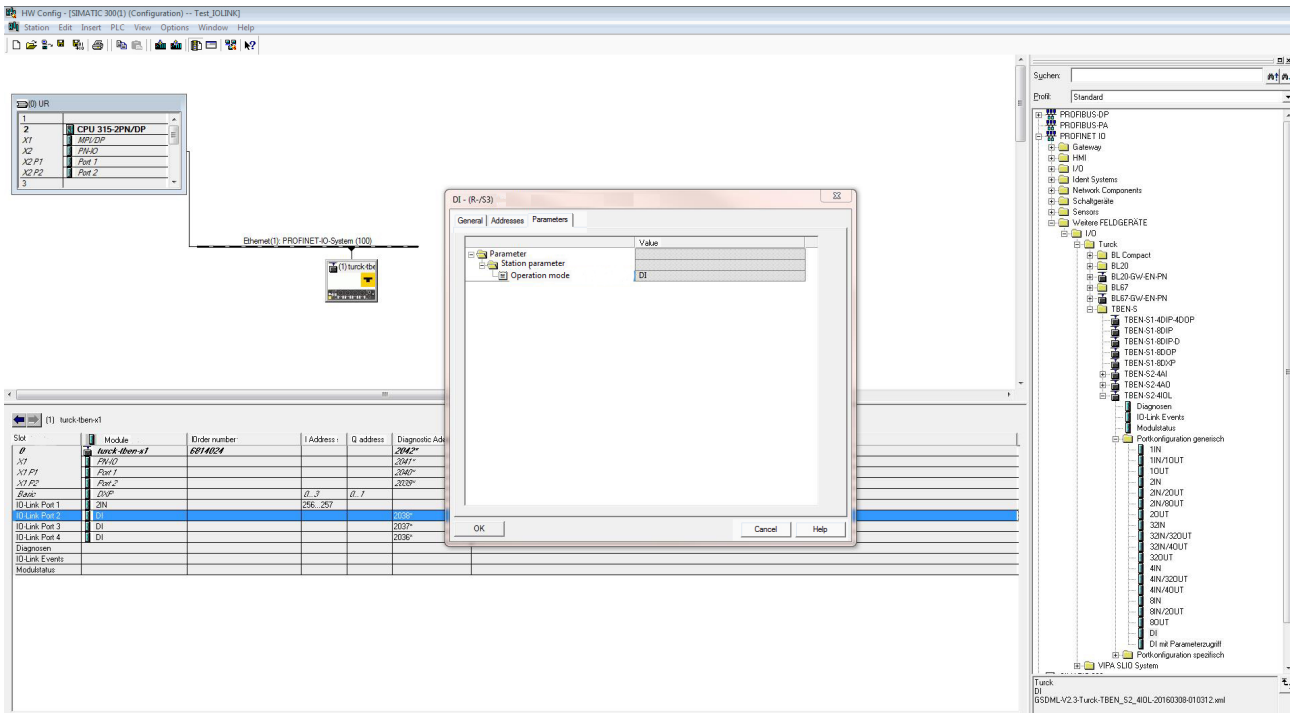 HW Config - [SIMATIC 300(1) (Configuration) -- Test_IOLINK]
Station Edit Insert PLC View Options Window Help
(0) UR
1
2 CPU 315-2PN/DP
X1 MPI/DP
X2 PN-IO
X2 P1 Port 1
X2 P2 Port 2
3
Ethernet(1): PROFINET-IO-System (100)
(1) turck-tbe
DI - (R-/S3)
General Addresses Parameters
Value
Parameter
Station parameter
Operation mode DI
OK Cancel Help
(1) turck-tben-x1
Slot Module Order number I Address Q address Diagnostic Ade
0 turck-tben-x1 6814024 2042*
X1 PN-IO 2041*
X1 P1 Port 1 2040*
X1 P2 Port 2 2039*
Basic DXP 0...3 0...1
IO-Link Port 1 2IN 256...257
IO-Link Port 2 DI 2038*
IO-Link Port 3 DI 2037*
IO-Link Port 4 DI 2036*
Diagnosen
IO-Link Events
Modulstatus
Suchen:
Profil: Standard
PROFIBUS-DP
PROFIBUS-PA
PROFINET IO
Gateway
HMI
I/O
Ident Systems
Network Components
Schaltgeräte
Sensors
Weitere FELDGERÄTE
I/O
Turck
BL Compact
BL20
BL20-GW-EN-PN
BL67
BL67-GW-EN-PN
TBEN-S
TBEN-S1-4DIP-4DOP
TBEN-S1-8DIP
TBEN-S1-8DIP-D
TBEN-S1-8DOP
TBEN-S1-8DXP
TBEN-S2-4AI
TBEN-S2-4AO
TBEN-S2-4IOL
Diagnosen
IO-Link Events
Modulstatus
Portkonfiguration generisch
1IN
1IN/1OUT
1OUT
2IN
2IN/2OUT
2IN/8OUT
2OUT
32IN
32IN/32OUT
32IN/4OUT
32OUT
4IN
4IN/32OUT
4IN/4OUT
8IN
8IN/2OUT
8OUT
DI
DI mit Parameterzugriff
Portkonfiguration spezifisch
VIPA SLIO System
Turck
DI
GSDML-V2.3-Turck-TBEN_S2_4IOL-20160308-010312.xml